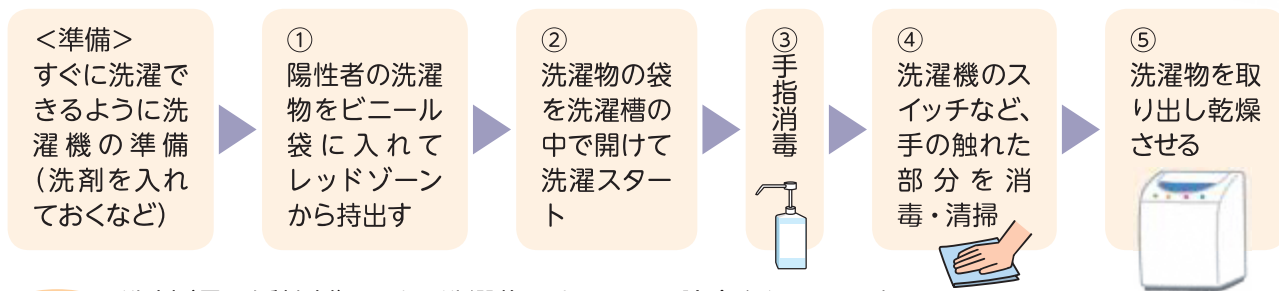 ＜準備＞
すぐに洗濯で
きるように洗
濯機の準備
(洗剤を入れ
ておくなど)
①
陽性者の洗濯
物をビニール
袋に入れて
レッドゾーン
から持出す
②
洗濯物の袋
を洗濯槽の
中で開けて
洗濯スター
ト
③
手指消毒
④
洗濯機のス
イッチなど、
手の触れた
部分を消
毒・清掃
⑤
洗濯物を取
り出し乾燥
させる